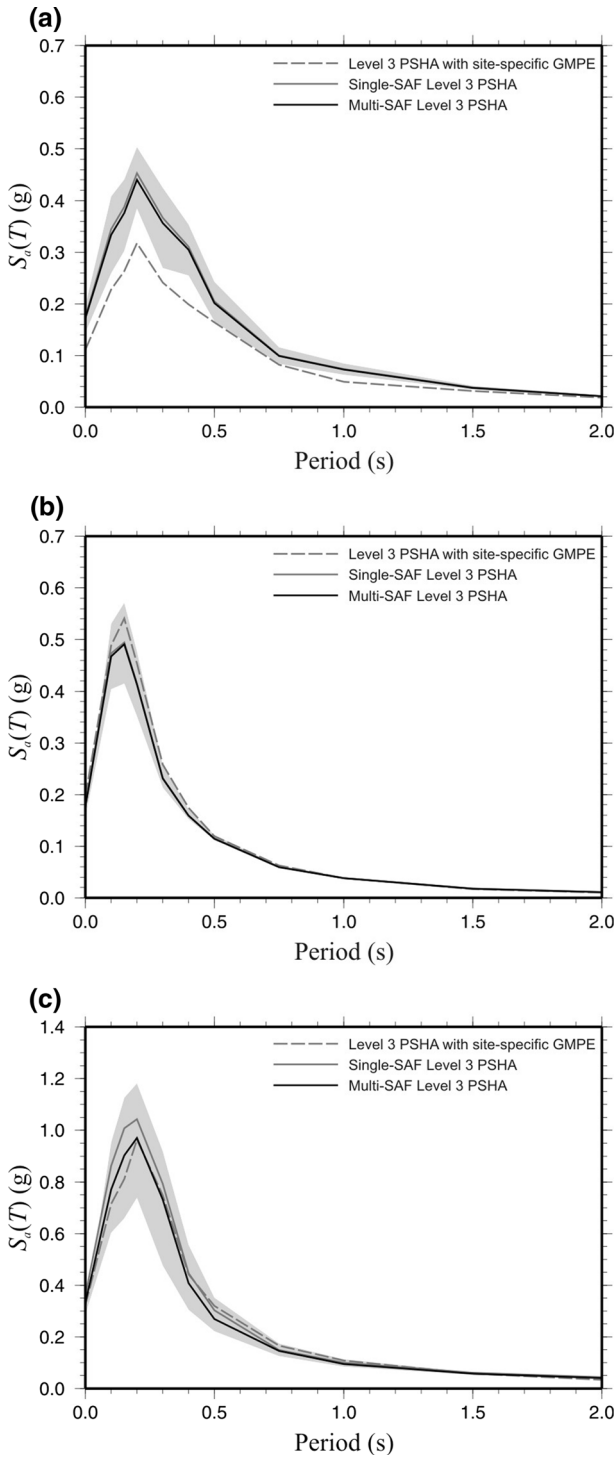 (a)
0.7
Level 3 PSHA with site-specific GMPE
0.6
Single-SAF Level 3 PSHA
Multi-SAF Level 3 PSHA
0.5
0.4
Sa(T) (g)
0.3
0.2
0.1
0.0
0.0 0.5 1.0 1.5 2.0
Period (s)
(b)
0.7
Level 3 PSHA with site-specific GMPE
0.6
Single-SAF Level 3 PSHA
Multi-SAF Level 3 PSHA
0.5
0.4
Sa(T) (g)
0.3
0.2
0.1
0.0
0.0 0.5 1.0 1.5 2.0
Period (s)
(c)
1.4
Level 3 PSHA with site-specific GMPE
1.2
Single-SAF Level 3 PSHA
Multi-SAF Level 3 PSHA
1.0
0.8
Sa(T) (g)
0.6
0.4
0.2
0.0
0.0 0.5 1.0 1.5 2.0
Period (s)